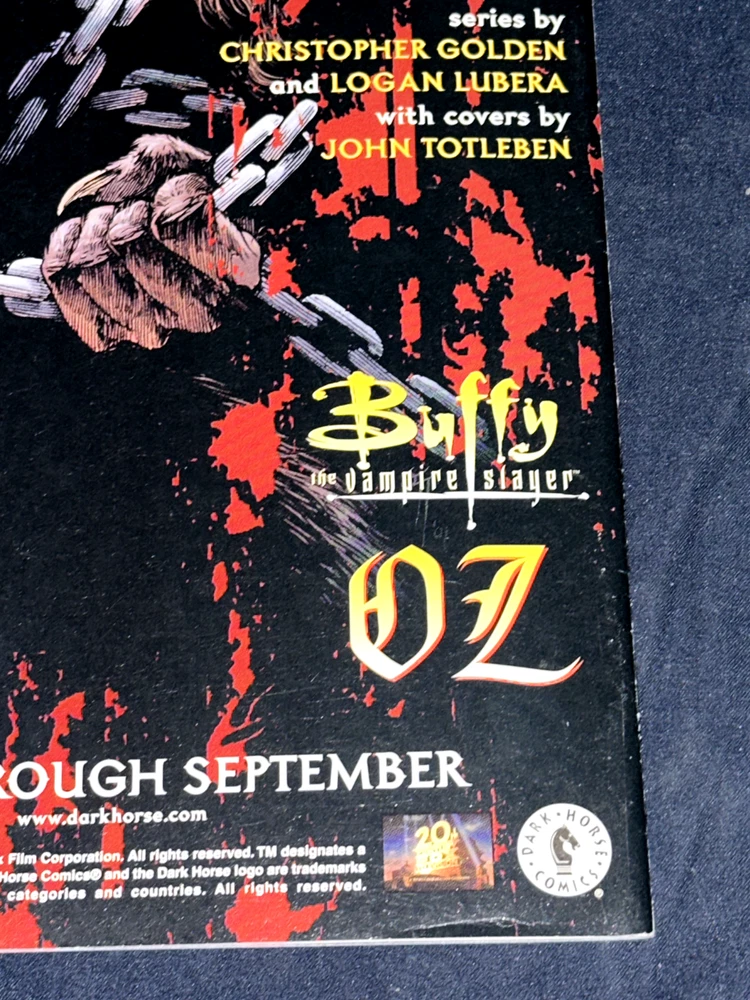 series by
CHRISTOPHER GOLDEN
and LOGAN LUBERA
with covers by
JOHN TOTLEBEN
Buffy
the vampire slayer™
OZ
ROUGH SEPTEMBER
www.darkhorse.com
Film Corporation. All rights reserved. TM designates a
Horse Comics® and the Dark Horse logo are trademarks
categories and countries. All rights reserved.
20th
DARK HORSE
COMICS
®